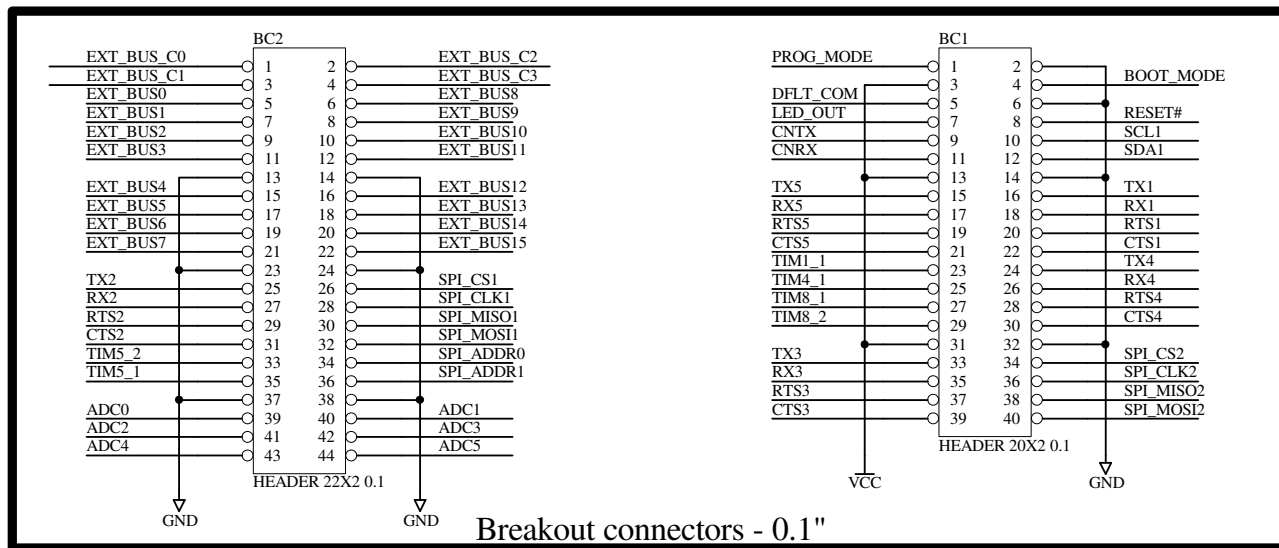 BC2
EXT_BUS_C0 1 2 EXT_BUS_C2
EXT_BUS_C1 3 4 EXT_BUS_C3
EXT_BUS0 5 6 EXT_BUS8
EXT_BUS1 7 8 EXT_BUS9
EXT_BUS2 9 10 EXT_BUS10
EXT_BUS3 11 12 EXT_BUS11
13 14
EXT_BUS4 15 16 EXT_BUS12
EXT_BUS5 17 18 EXT_BUS13
EXT_BUS6 19 20 EXT_BUS14
EXT_BUS7 21 22 EXT_BUS15
23 24
TX2 25 26 SPI_CS1
RX2 27 28 SPI_CLK1
RTS2 29 30 SPI_MISO1
CTS2 31 32 SPI_MOSI1
TIM5_2 33 34 SPI_ADDR0
TIM5_1 35 36 SPI_ADDR1
37 38
ADC0 39 40 ADC1
ADC2 41 42 ADC3
ADC4 43 44 ADC5
HEADER 22X2 0.1
GND GND
BC1
PROG_MODE 1 2
3 4 BOOT_MODE
DFLT_COM 5 6
LED_OUT 7 8 RESET#
CNTX 9 10 SCL1
CNRX 11 12 SDA1
13 14
TX5 15 16 TX1
RX5 17 18 RX1
RTS5 19 20 RTS1
CTS5 21 22 CTS1
TIM1_1 23 24 TX4
TIM4_1 25 26 RX4
TIM8_1 27 28 RTS4
TIM8_2 29 30 CTS4
31 32
TX3 33 34 SPI_CS2
RX3 35 36 SPI_CLK2
RTS3 37 38 SPI_MISO2
CTS3 39 40 SPI_MOSI2
HEADER 20X2 0.1
VCC GND
Breakout connectors - 0.1"